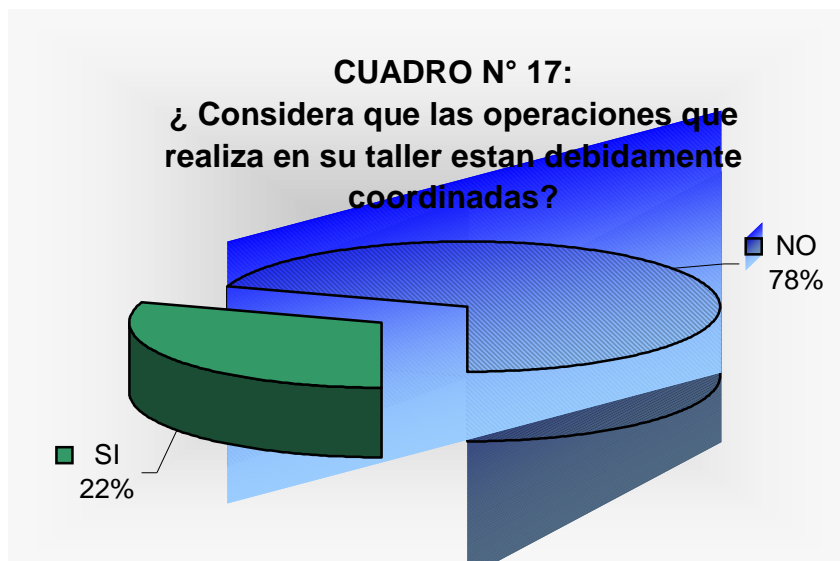 CUADRO N° 17:
¿ Considera que las operaciones que
realiza en su taller estan debidamente
coordinadas?
NO
78%
SI
22%